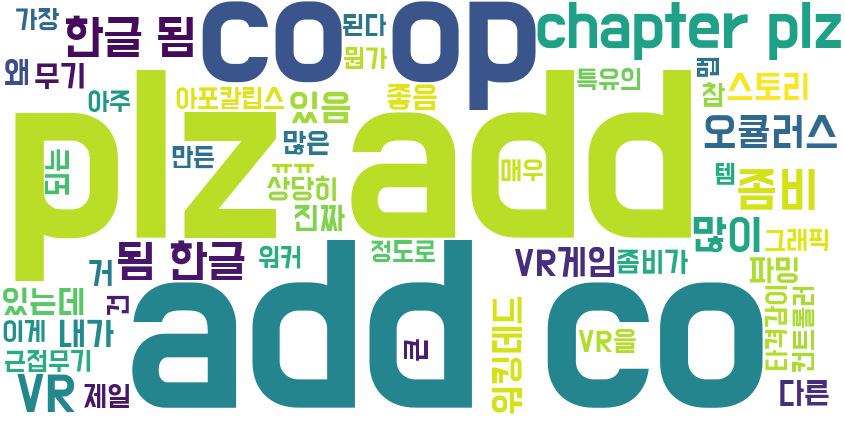 가장
한글 됨
co op
된다
뭔가
chapter plz
왜
무기
특유의
봄
아주
아포칼립스
있음
좋음
참
스토리
plz add
오큘러스
만든
많은
되는
ㅠㅠ
상당히
진짜
매우
템
좀비
됨 한글
워커
정도로
많이
그래픽
거
VR게임
좀비가
파밍
있는데
건
add co
이게
내가
근접무기
VR
제일
워킹데드
VR을
타격감이
컨트롤러
다른